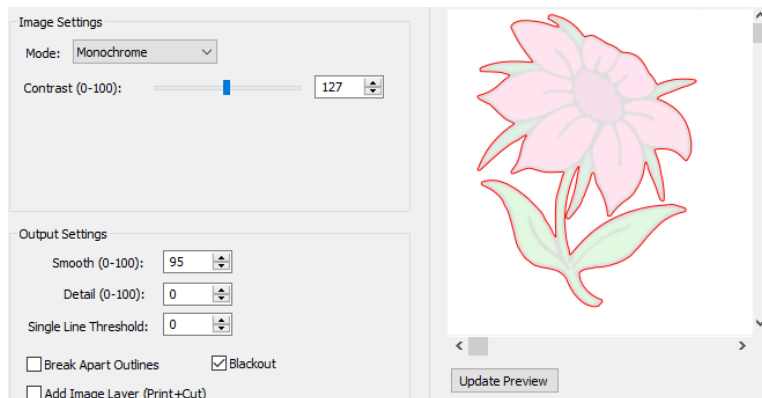 Image Settings
Mode: Monochrome
Contrast (0-100): 127
Output Settings
Smooth (0-100): 95
Detail (0-100): 0
Single Line Threshold: 0
Break Apart Outlines Blackout
Add Image Layer (Print+Cut)
Update Preview